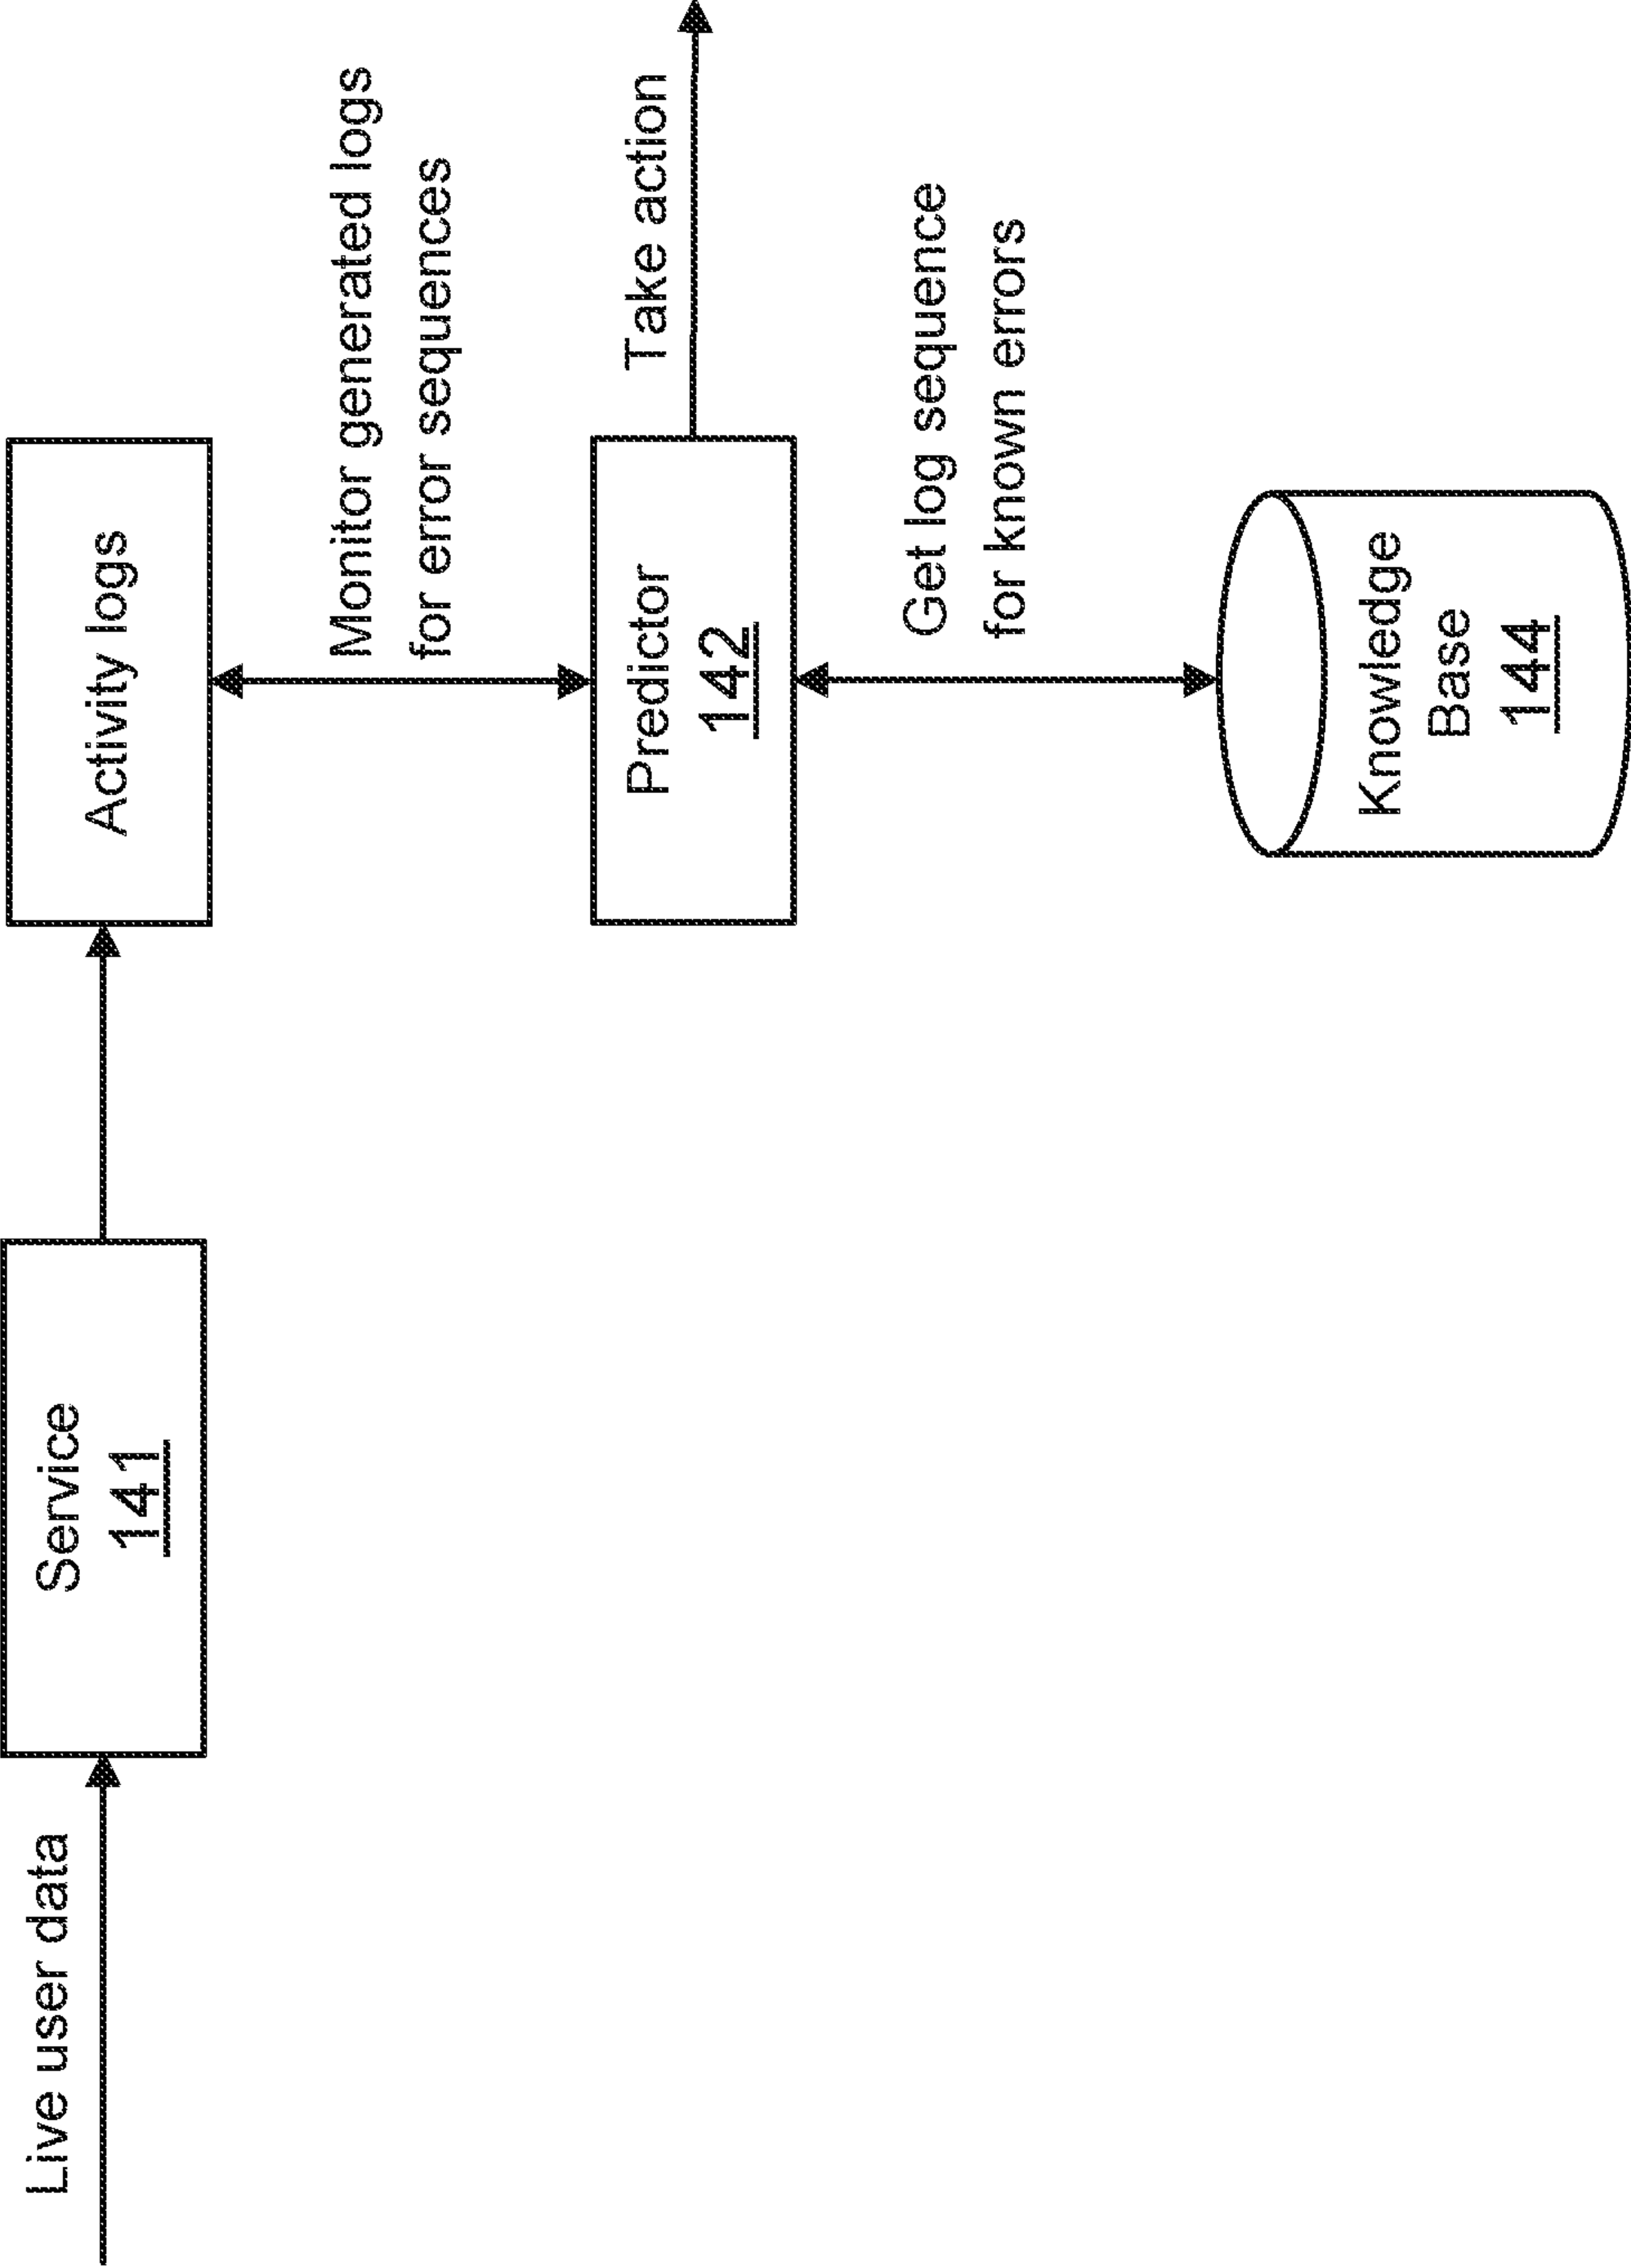 Live user data
Service
141
Activity logs
Monitor generated logs
for error sequences
Predictor
142
Take action
Get log sequence
for known errors
Knowledge
Base
144